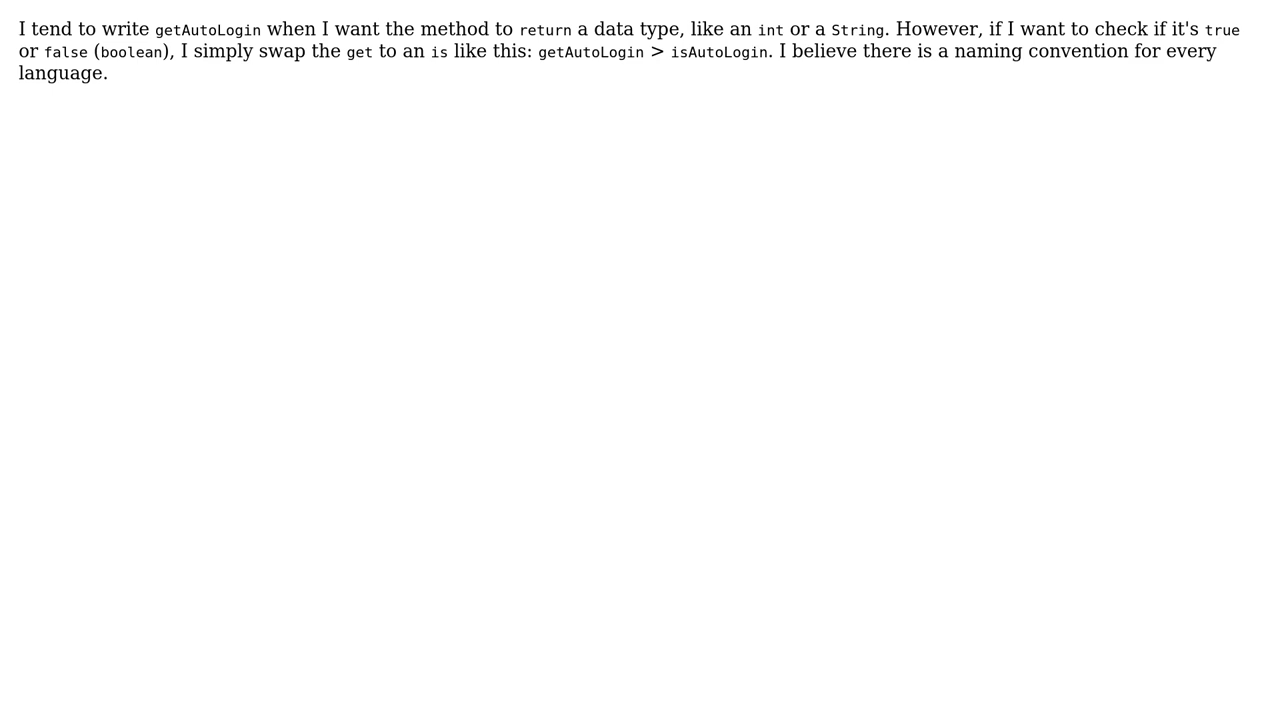 I tend to write getAutoLogin when I want the method to return a data type, like an int or a String. However, if I want to check if it's true
or false (boolean), I simply swap the get to an is like this: getAutoLogin > isAutoLogin. I believe there is a naming convention for every
language.